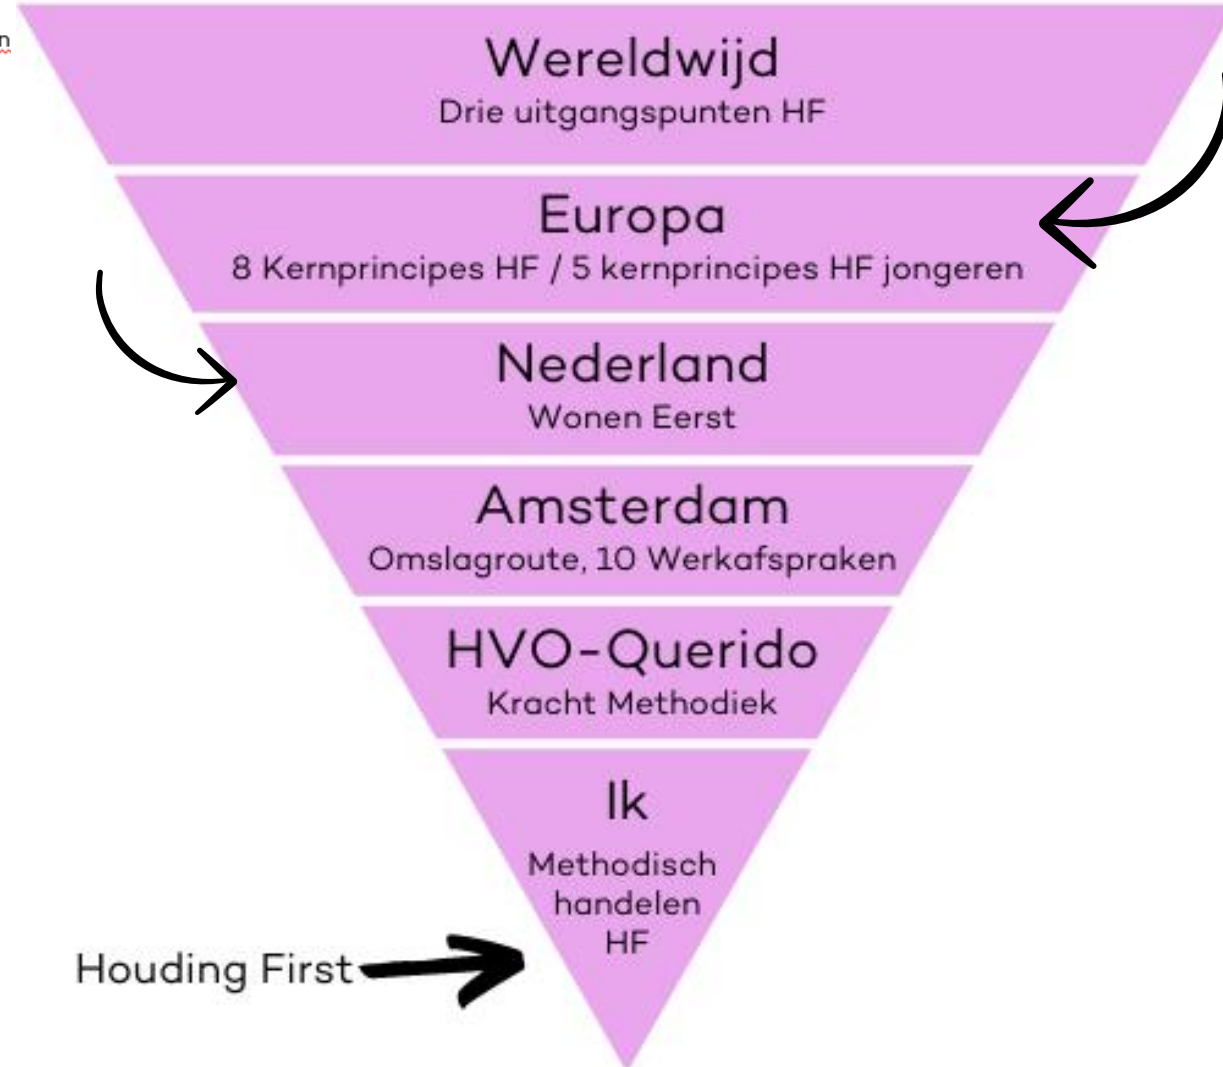 n
Wereldwijd
Drie uitgangspunten HF
Europa
8 Kernprincipes HF / 5 kernprincipes HF jongeren
Nederland
Wonen Eerst
Amsterdam
Omslagroute, 10 Werkafspraken
HVO-Querido
Kracht Methodiek
Ik
Methodisch
handelen
HF
Houding First